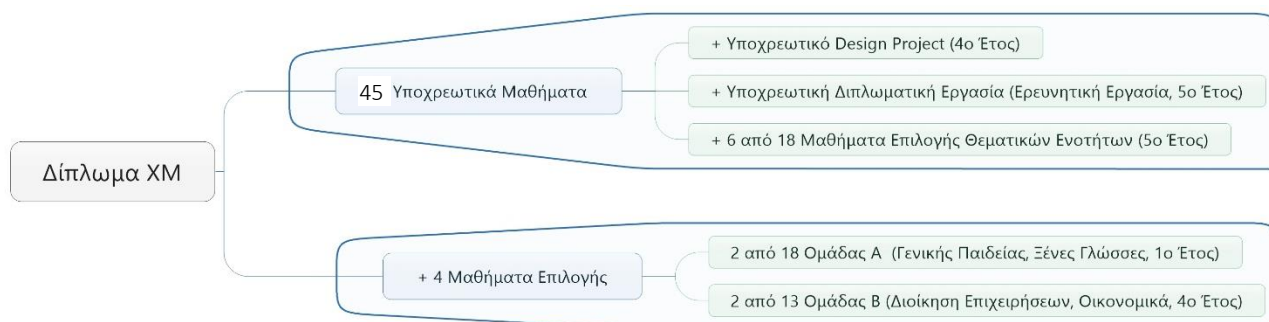 Δίπλωμα ΧΜ
45 Υποχρεωτικά Μαθήματα
+ Υποχρεωτικό Design Project (4ο Έτος)
+ Υποχρεωτική Διπλωματική Εργασία (Ερευνητική Εργασία, 5ο Έτος)
+ 6 από 18 Μαθήματα Επιλογής Θεματικών Ενοτήτων (5ο Έτος)
+ 4 Μαθήματα Επιλογής
2 από 18 Ομάδας Α (Γενικής Παιδείας, Ξένες Γλώσσες, 1ο Έτος)
2 από 13 Ομάδας Β (Διοίκηση Επιχειρήσεων, Οικονομικά, 4ο Έτος)